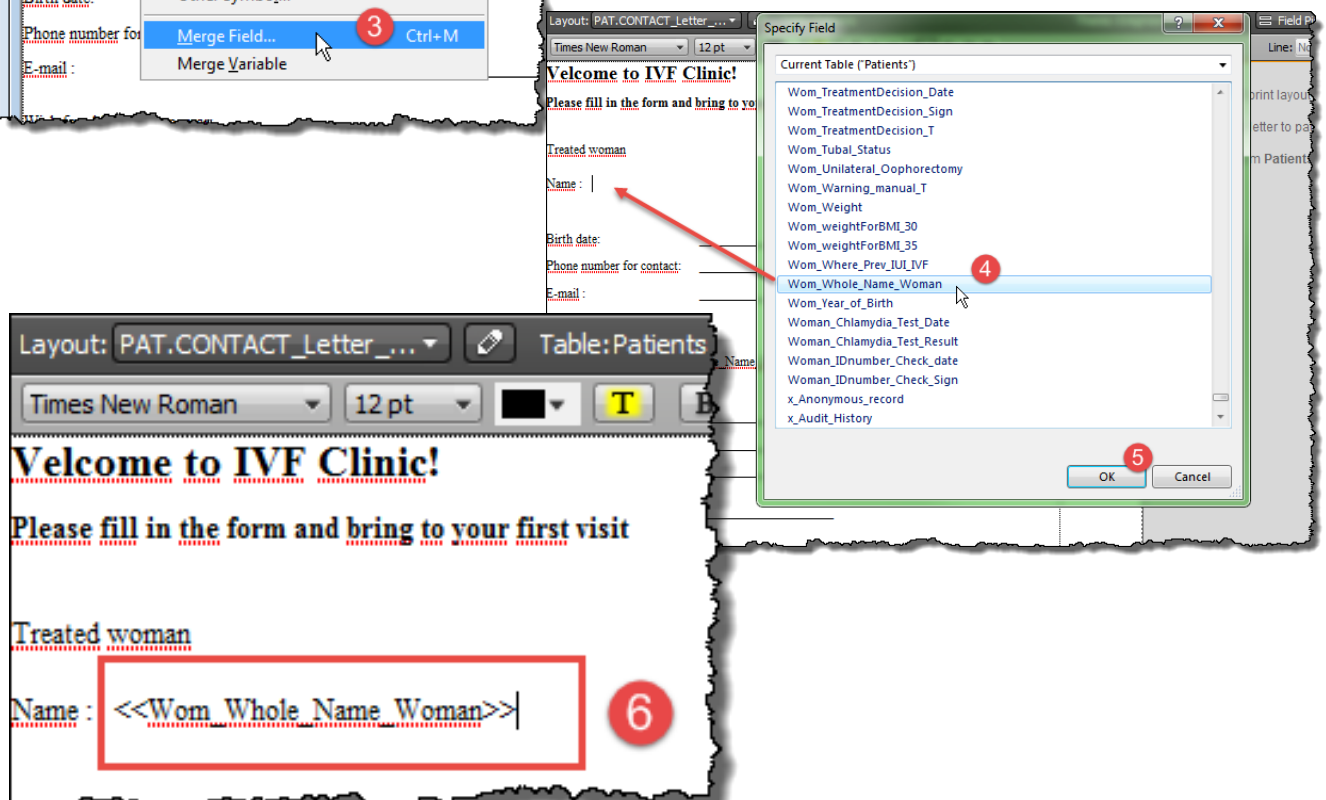 Birth date:
Phone number for
Merge Field...
3
Ctrl+M
E-mail :
Merge Variable
Layout: PAT.CONTACT_Letter_...
Times New Roman
12 pt
Velcome to IVF Clinic!
Please fill in the form and bring to yo
Treated woman
Name :
Birth date:
Phone number for contact:
E-mail :
_Name
Specify Field
?
X
Current Table ("Patients")
Wom_TreatmentDecision_Date
Wom_TreatmentDecision_Sign
Wom_TreatmentDecision_T
Wom_Tubal_Status
Wom_Unilateral_Oophorectomy
Wom_Warning_manual_T
Wom_Weight
Wom_weightForBMI_30
Wom_weightForBMI_35
Wom_Where_Prev_IUI_IVF
4
Wom_Whole_Name_Woman
Wom_Year_of_Birth
Woman_Chlamydia_Test_Date
Woman_Chlamydia_Test_Result
Woman_IDnumber_Check_date
Woman_IDnumber_Check_Sign
x_Anonymous_record
x_Audit_History
5
OK
Cancel
Field P
Line:
print layou
etter to pa
m Patient
Layout: PAT.CONTACT_Letter_...
Table:Patients
Times New Roman
12 pt
T
B
Velcome to IVF Clinic!
Please fill in the form and bring to your first visit
Treated woman
Name : <<Wom_Whole_Name_Woman>>
6